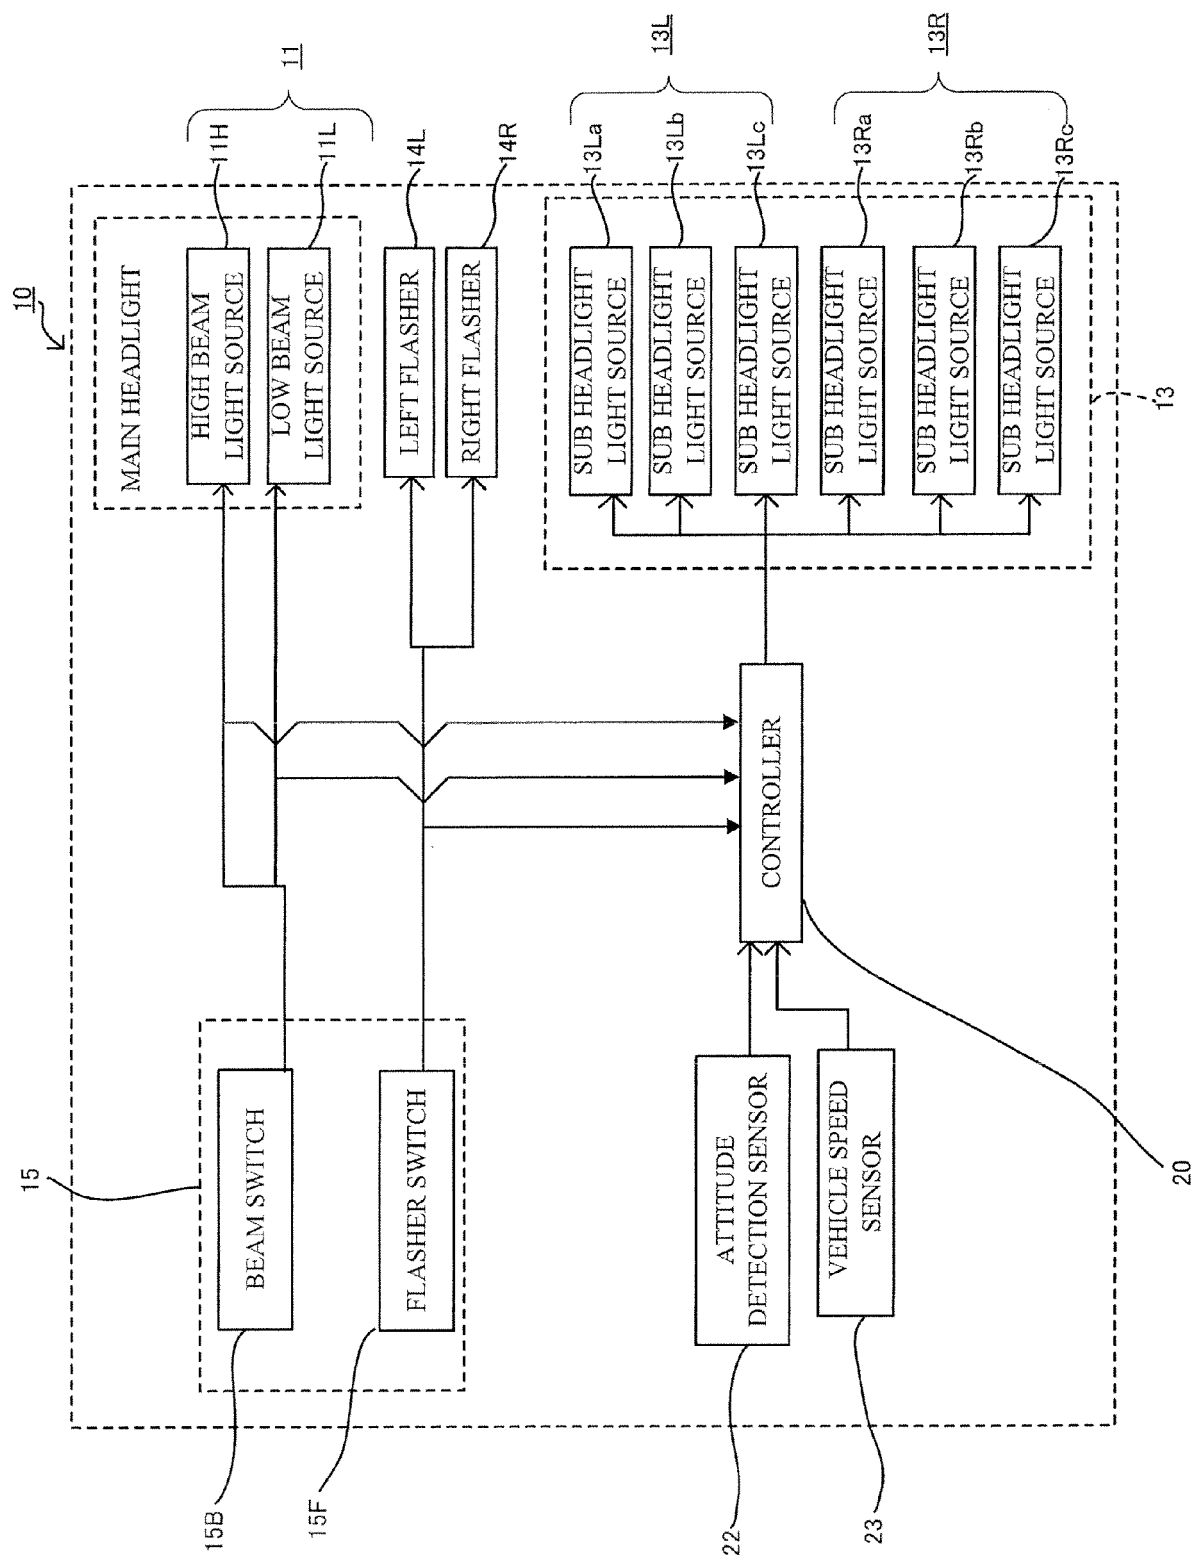 10
MAIN HEADLIGHT
HIGH BEAM
LIGHT SOURCE
11H
LOW BEAM
LIGHT SOURCE
11L
11
LEFT FLASHER
14L
RIGHT FLASHER
14R
15
BEAM SWITCH
15B
FLASHER SWITCH
15F
SUB HEADLIGHT
LIGHT SOURCE
13La
SUB HEADLIGHT
LIGHT SOURCE
13Lb
SUB HEADLIGHT
LIGHT SOURCE
13Lc
13L
SUB HEADLIGHT
LIGHT SOURCE
13Ra
SUB HEADLIGHT
LIGHT SOURCE
13Rb
SUB HEADLIGHT
LIGHT SOURCE
13Rc
13R
13
CONTROLLER
20
ATTITUDE
DETECTION SENSOR
22
VEHICLE SPEED
SENSOR
23